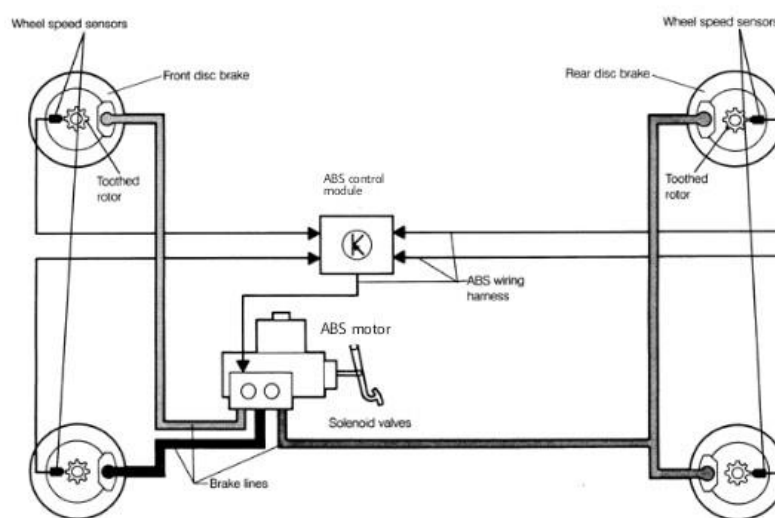 Wheel speed sensors
Wheel speed sensors
Front disc brake
Rear disc brake
Toothed
rotor
ABS control
module
Toothed
rotor
K
ABS wiring
harness
ABS motor
Solenoid valves
Brake lines